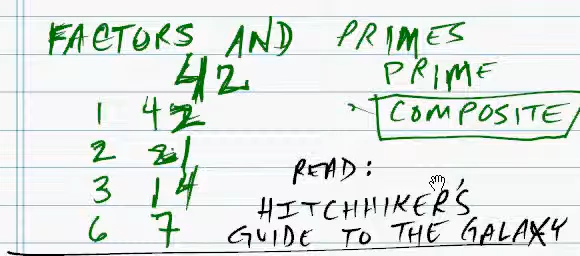 FACTORS AND PRIMES
42
PRIME
COMPOSITE
1 42
2 21
3 14
6 7
READ:
HITCHHIKER'S
GUIDE TO THE GALAXY